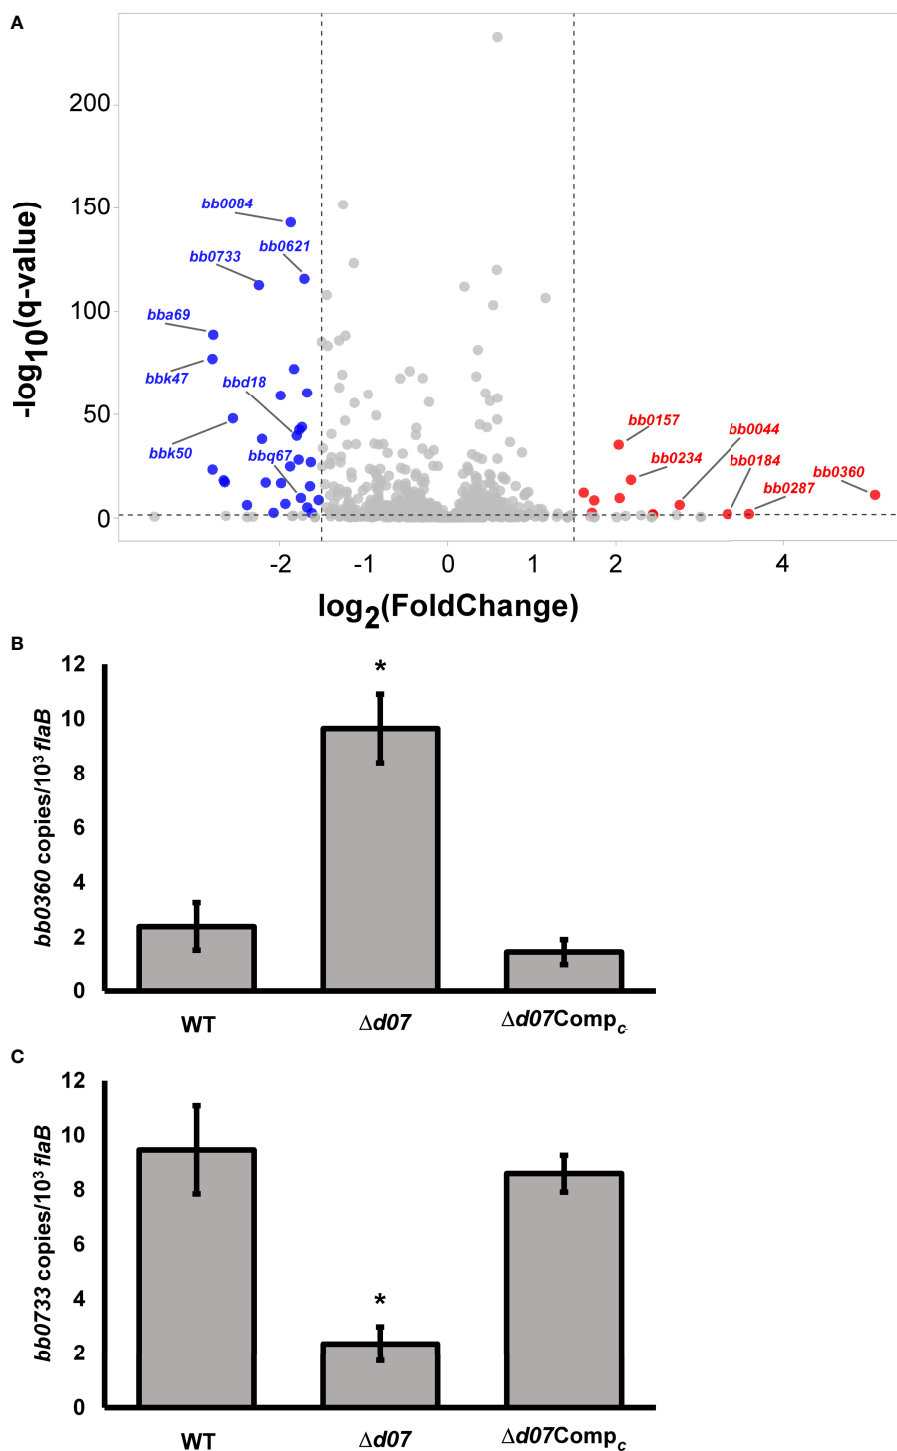 A
-log10(q-value)
200
150
100
50
0
bb0084
bb0621
bb0733
bba69
bbk47
bbd18
bbk50
bbq67
bb0157
bb0044
bb0234
bb0184
bb0360
bb0287
-2
-1
0
1
2
4
log2(FoldChange)
B
bb0360 copies/10³ flaB
12
10
8
6
4
2
0
*
WT
Δd07
Δd07Compc
C
bb0733 copies/10³ flaB
12
10
8
6
4
2
0
*
WT
Δd07
Δd07Compc